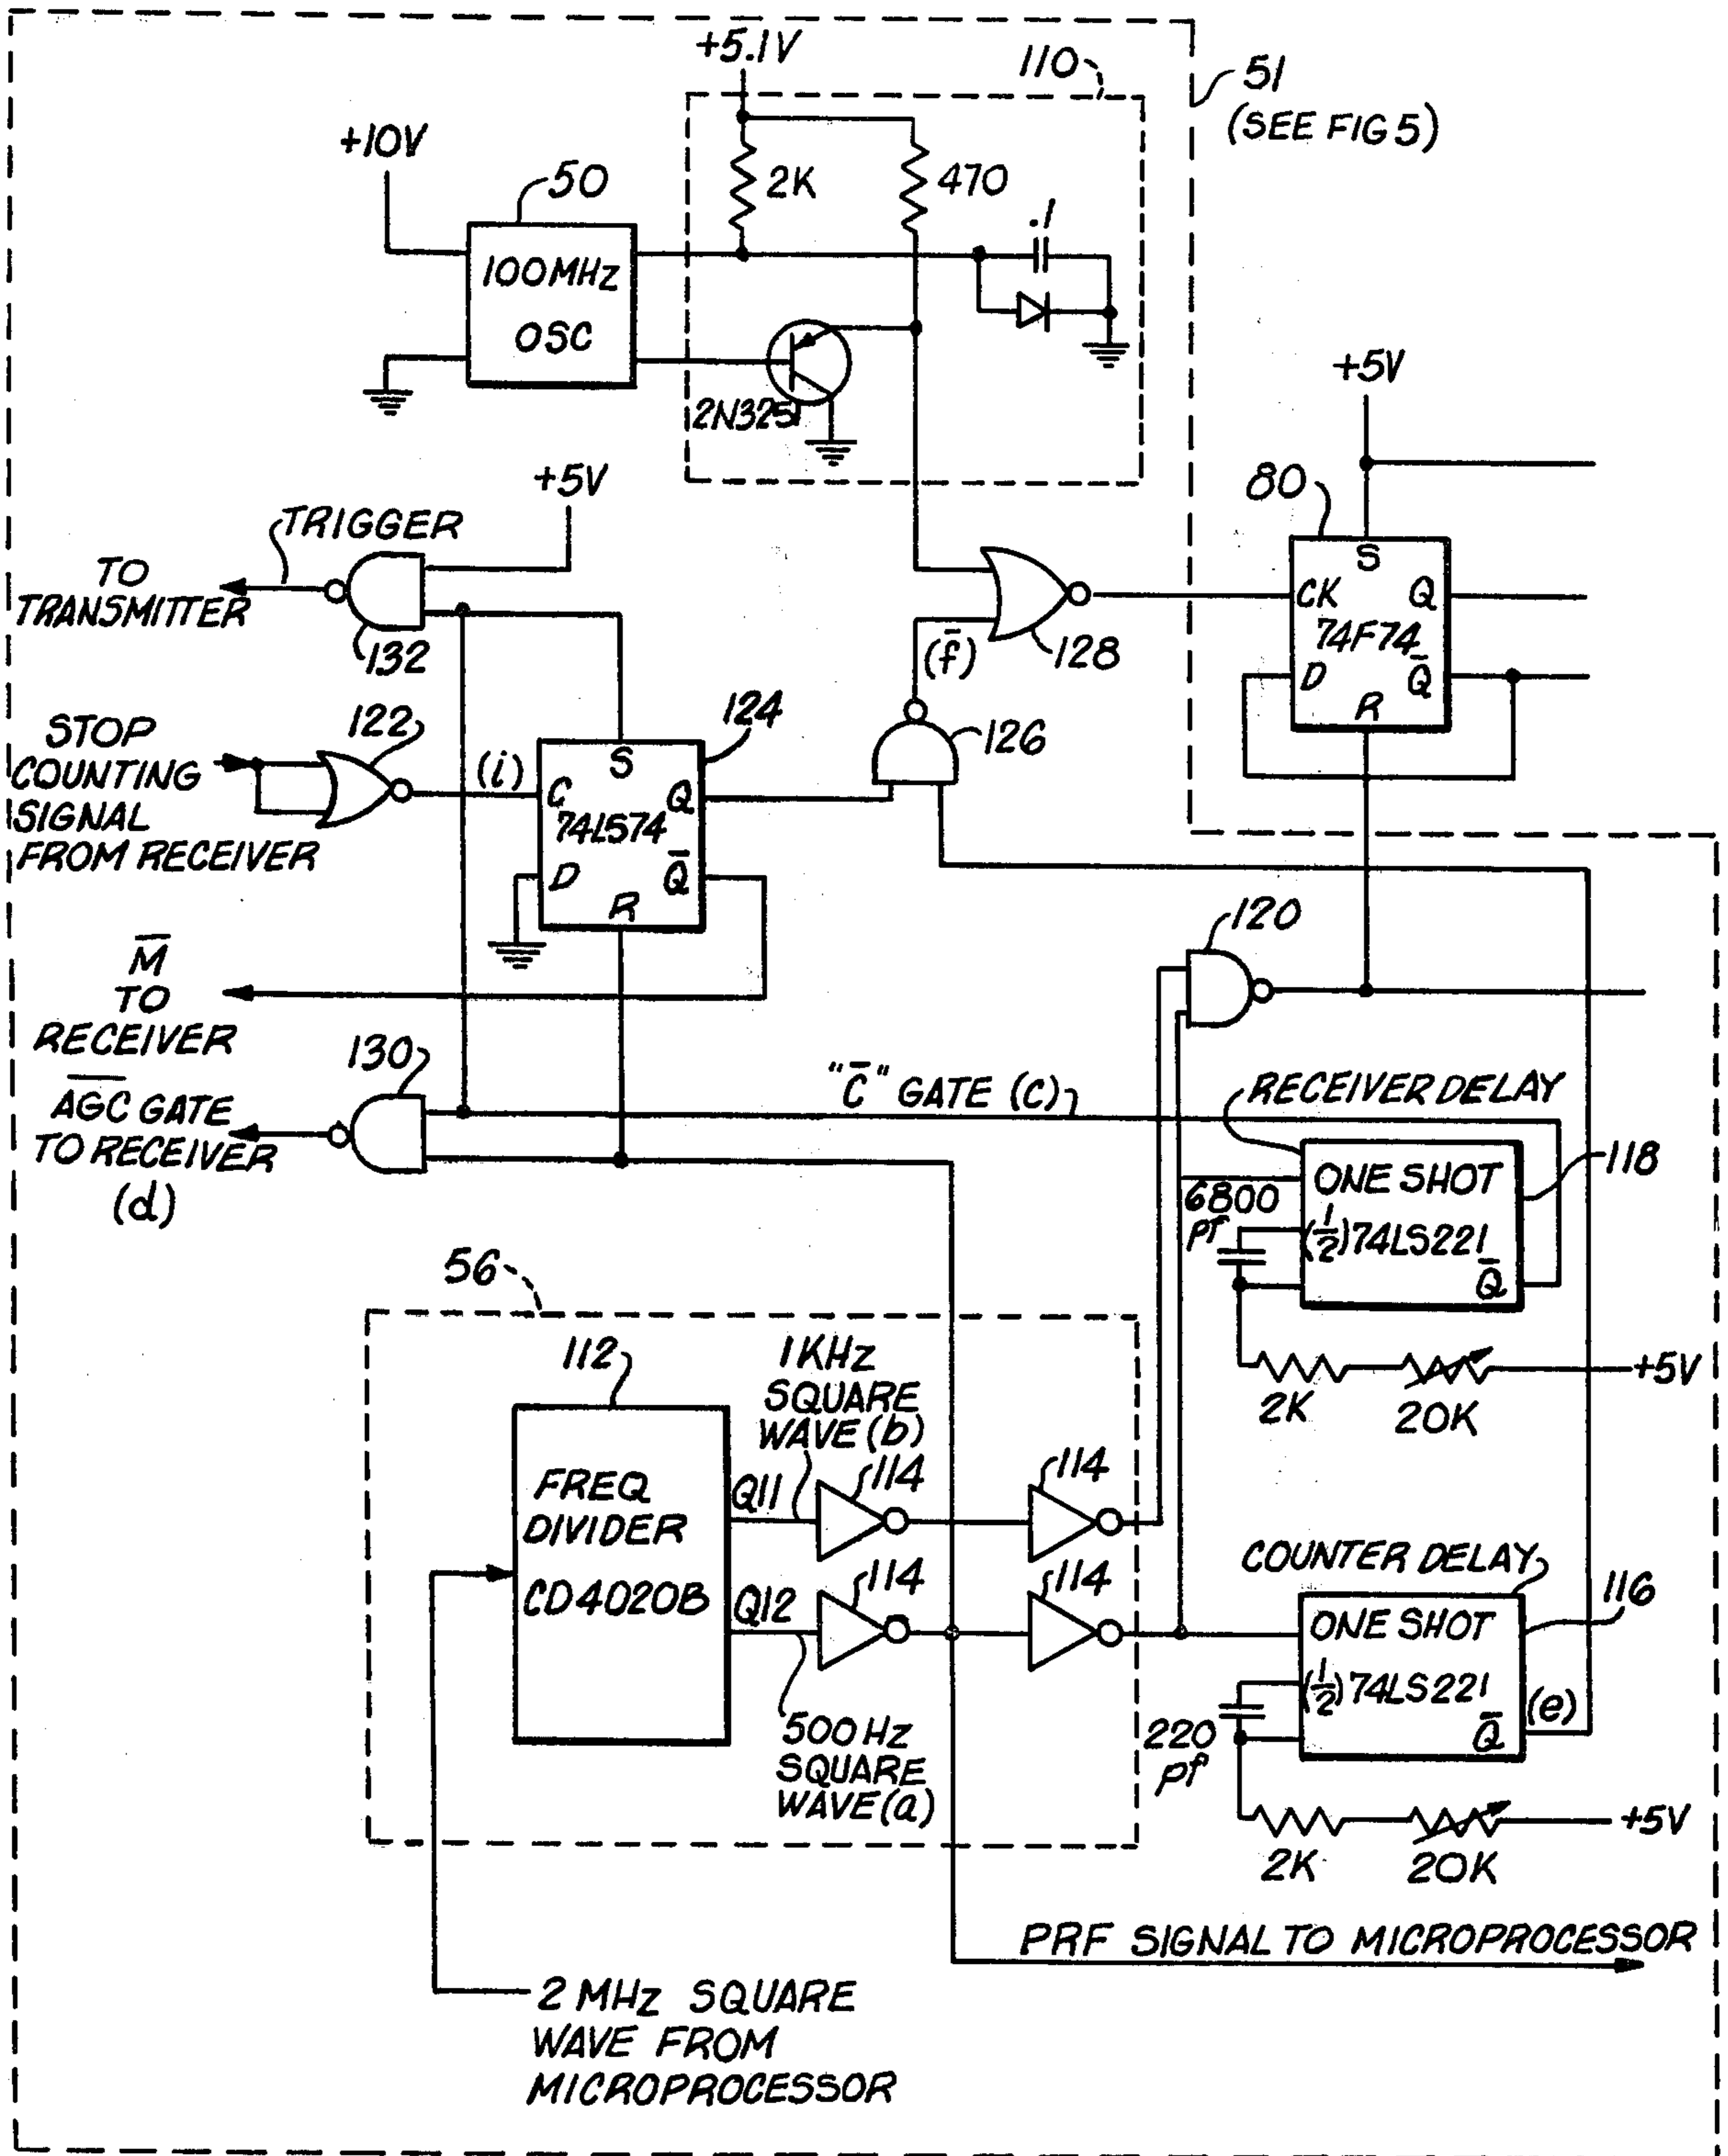 +5.1V
110
51
(SEE FIG 5)
+10V
50
2K
470
.1
100MHz
OSC
2N325
+5V
+5V
80
TRIGGER
TO
TRANSMITTER
132
S
CK
Q
74F74
D
Q̅
R
(f̅)
128
STOP
COUNTING
SIGNAL
FROM RECEIVER
122
(i)
124
S
C
Q
74LS74
D
Q̅
R
126
120
M̅
TO
RECEIVER
130
"C̅" GATE (C)
RECEIVER DELAY
A̅G̅C̅ GATE
TO RECEIVER
(d)
118
ONE SHOT
6800
pf
(1/2)74LS221
Q̅
56
2K
20K
+5V
112
1KHz
SQUARE
WAVE (b)
114
114
FREQ
DIVIDER
CD4020B
Q11
Q12
114
114
COUNTER DELAY
116
ONE SHOT
(1/2)74LS221
(e)
Q̅
220
pf
500 Hz
SQUARE
WAVE(a)
2K
20K
+5V
PRF SIGNAL TO MICROPROCESSOR
2 MHz SQUARE
WAVE FROM
MICROPROCESSOR